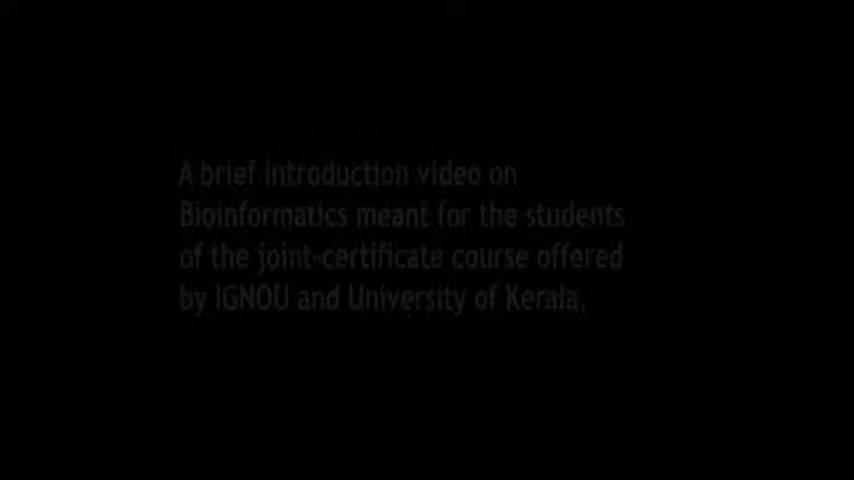 A brief introduction video on
Bioinformatics meant for the students
of the joint-certificate course offered
by IGNOU and University of Kerala,